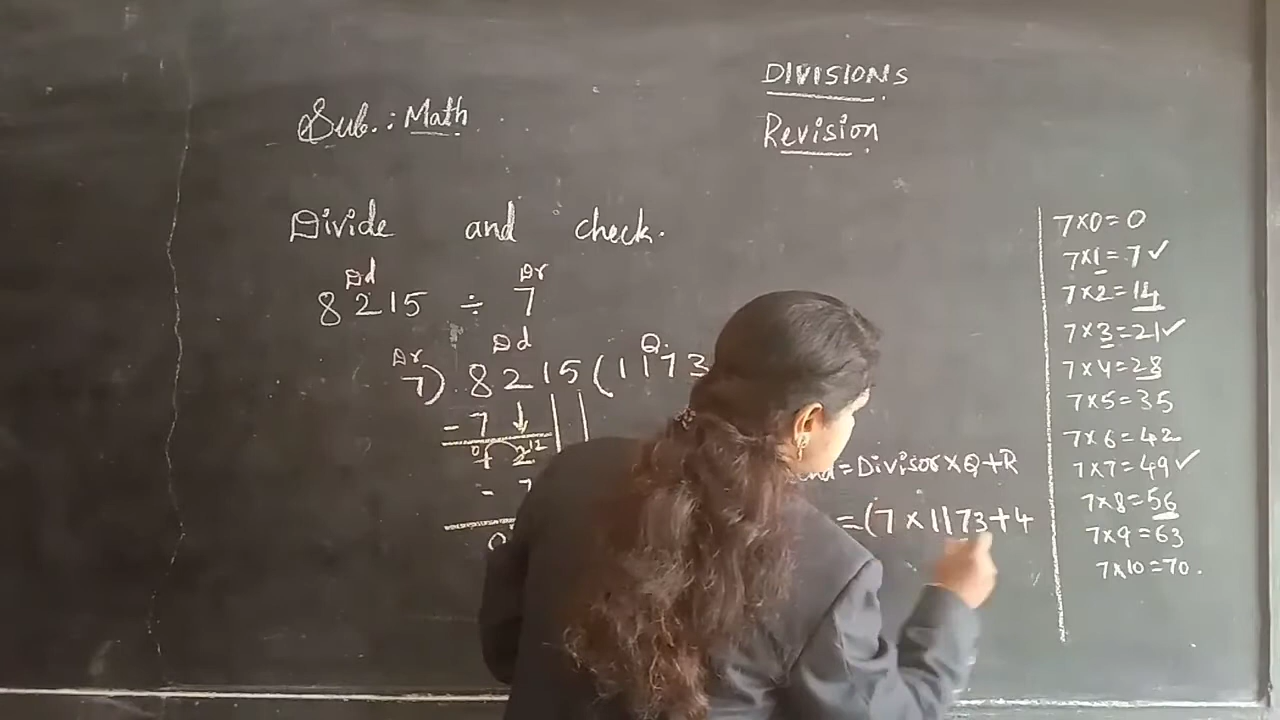 DIVISIONS
Sub.: Math
Revision
Divide and check.
Dd Dr
8215 ÷ 7
Dr Dd Q
7) 8215 (1173
- 7
0 12
- 7
0
= Divisor × Q + R
= (7 × 1173 + 4
7×0=0
7×1=7 ✓
7×2=14
7×3=21 ✓
7×4=28
7×5=35
7×6=42
7×7=49 ✓
7×8=56
7×9=63
7×10=70.